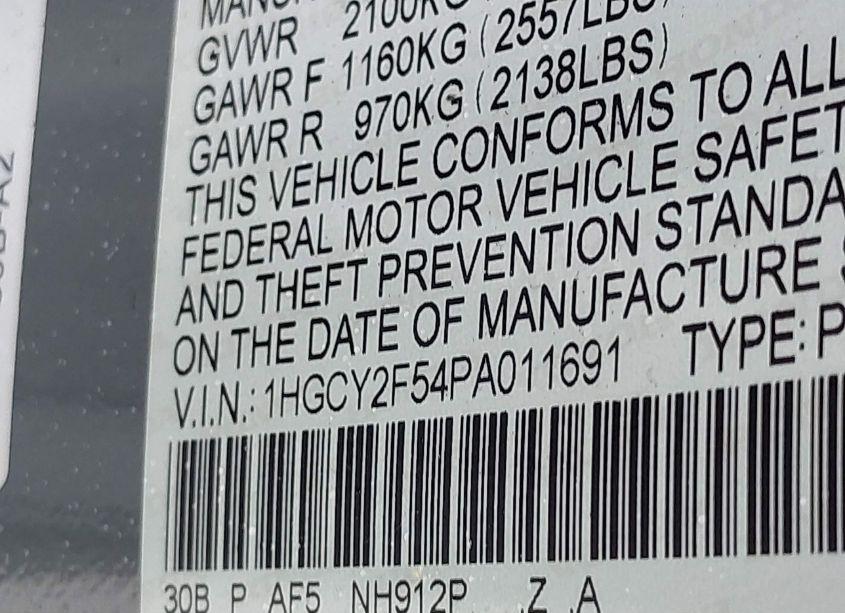 GVWR 2100KG
GAWR F 1160KG (2557LBS)
GAWR R 970KG (2138LBS)
THIS VEHICLE CONFORMS TO ALL
FEDERAL MOTOR VEHICLE SAFET
AND THEFT PREVENTION STANDA
ON THE DATE OF MANUFACTURE
V.I.N.: 1HGCY2F54PA011691 TYPE: P
30B P AF5 NH912P Z A